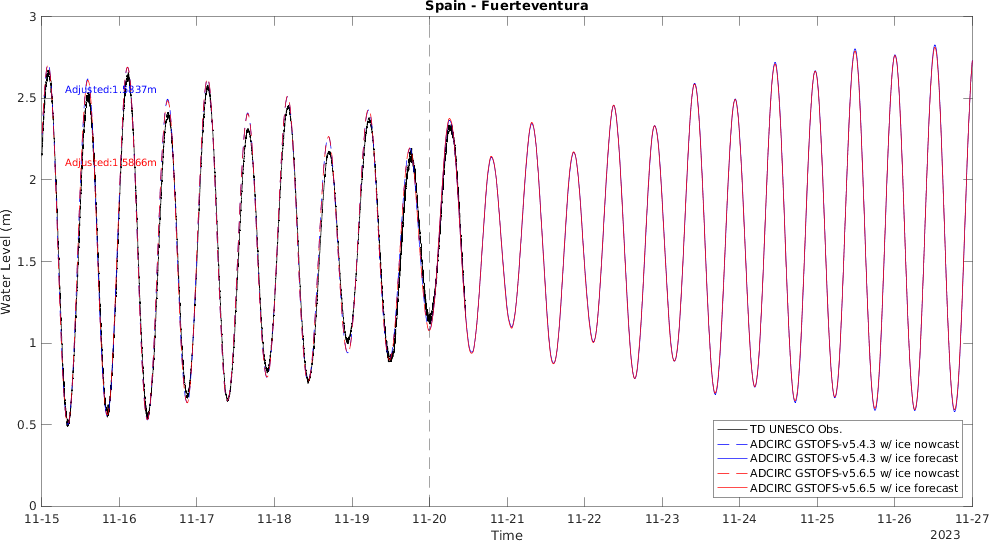 Spain - Fuerteventura
3
2.5
2
1.5
1
0.5
0
Water Level (m)
Adjusted:1.5837m
Adjusted:1.5866m
TD UNESCO Obs.
ADCIRC GSTOFS-v5.4.3 w/ ice nowcast
ADCIRC GSTOFS-v5.4.3 w/ ice forecast
ADCIRC GSTOFS-v5.6.5 w/ ice nowcast
ADCIRC GSTOFS-v5.6.5 w/ ice forecast
11-15 11-16 11-17 11-18 11-19 11-20 11-21 11-22 11-23 11-24 11-25 11-26 11-27
Time
2023